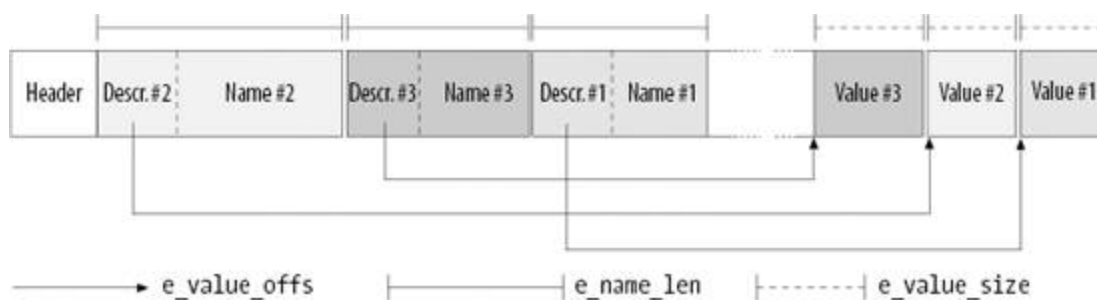 Header Descr.#2 Name #2 Descr.#3 Name #3 Descr.#1 Name #1 Value #3 Value #2 Value #1
e_value_offs e_name_len e_value_size